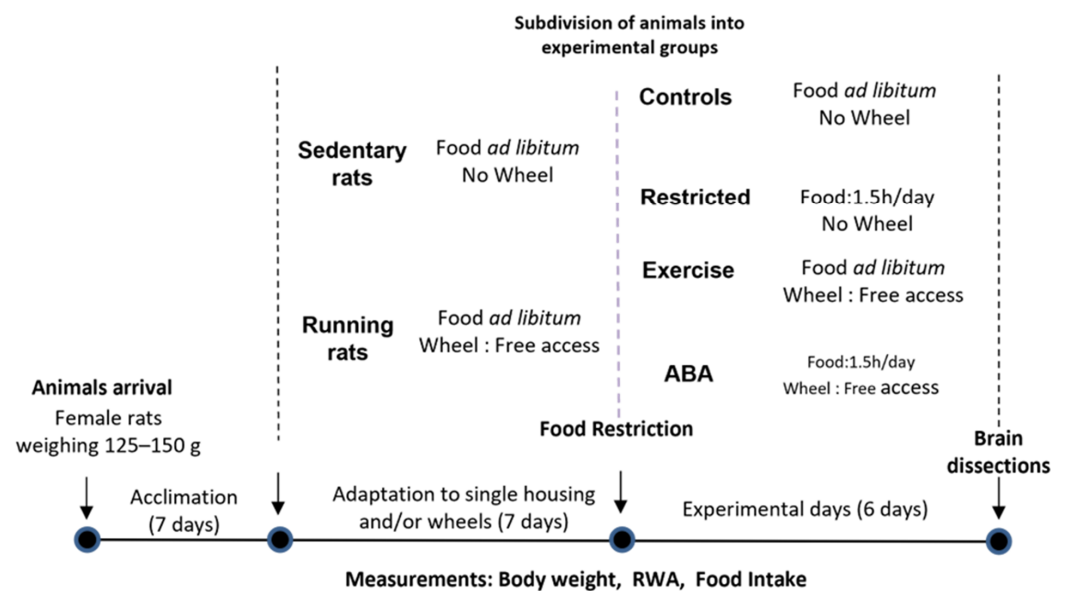 Subdivision of animals into
experimental groups
Sedentary
rats
Food ad libitum
No Wheel
Running
rats
Food ad libitum
Wheel : Free access
Controls
Food ad libitum
No Wheel
Restricted
Food:1.5h/day
No Wheel
Exercise
Food ad libitum
Wheel : Free access
ABA
Food:1.5h/day
Wheel : Free access
Animals arrival
Female rats
weighing 125–150 g
Food Restriction
Brain
dissections
Acclimation
(7 days)
Adaptation to single housing
and/or wheels (7 days)
Experimental days (6 days)
Measurements: Body weight, RWA, Food Intake